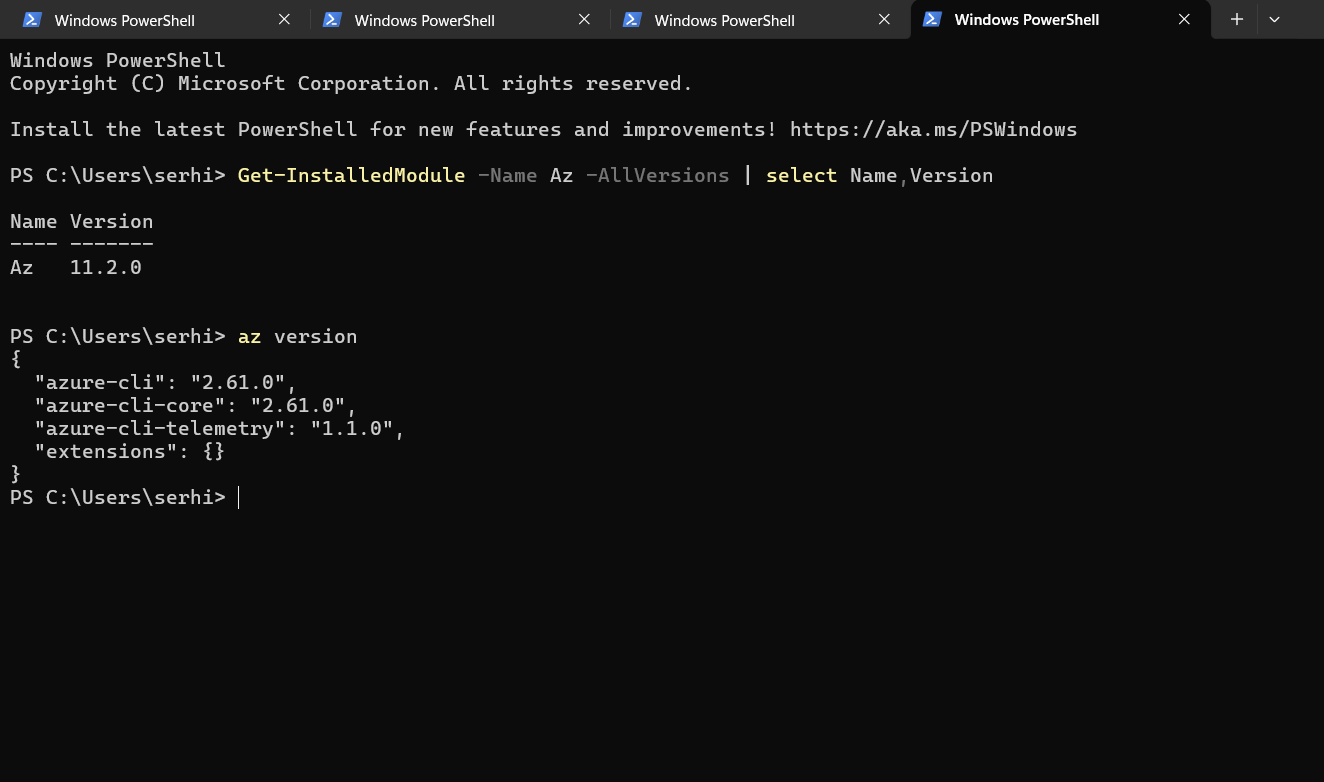 Windows PowerShell
Windows PowerShell
Windows PowerShell
Windows PowerShell
Windows PowerShell
Copyright (C) Microsoft Corporation. All rights reserved.
Install the latest PowerShell for new features and improvements! https://aka.ms/PSWindows
PS C:\Users\serhi> Get-InstalledModule -Name Az -AllVersions | select Name,Version
Name Version
---- -------
Az   11.2.0
PS C:\Users\serhi> az version
{
  "azure-cli": "2.61.0",
  "azure-cli-core": "2.61.0",
  "azure-cli-telemetry": "1.1.0",
  "extensions": {}
}
PS C:\Users\serhi>